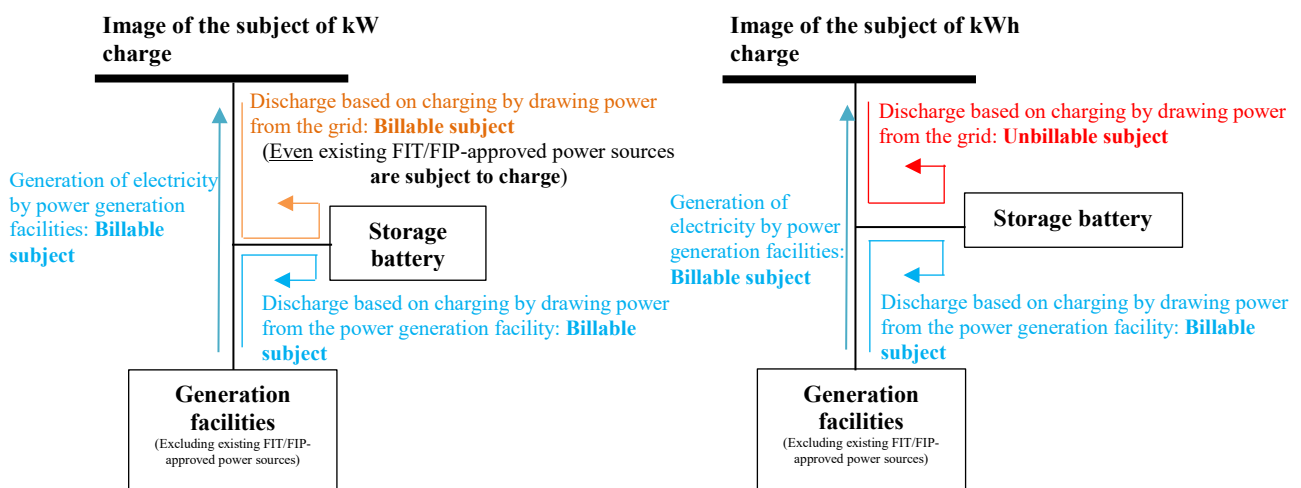 Image of the subject of kW
charge
Discharge based on charging by drawing power
from the grid: Billable subject
(Even existing FIT/FIP-approved power sources
are subject to charge)
Generation of electricity
by power generation
facilities: Billable
subject
Storage
battery
Discharge based on charging by drawing power
from the power generation facility: Billable
subject
Generation
facilities
(Excluding existing FIT/FIP-
approved power sources)
Image of the subject of kWh
charge
Discharge based on charging by drawing power
from the grid: Unbillable subject
Generation of
electricity by power
generation facilities:
Billable subject
Storage battery
Discharge based on charging by drawing power
from the power generation facility: Billable
subject
Generation
facilities
(Excluding existing FIT/FIP-
approved power sources)